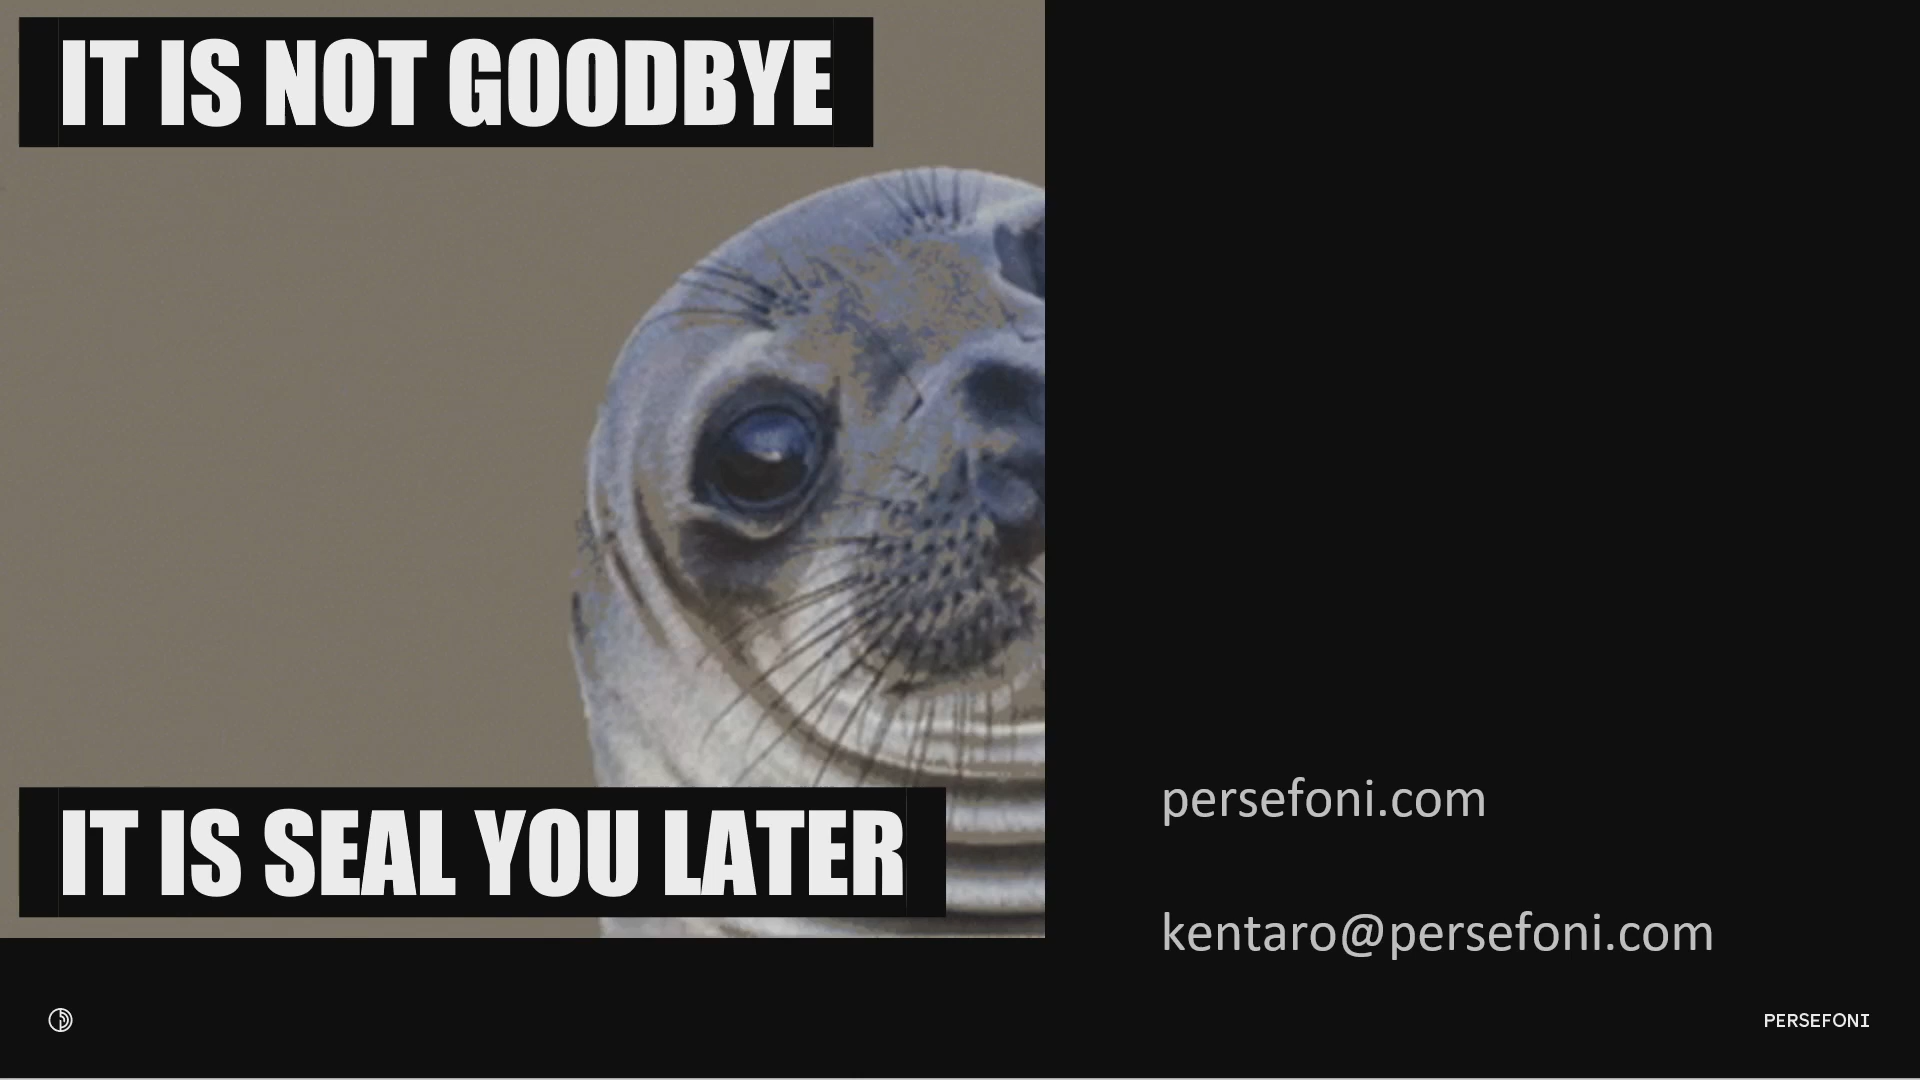 IT IS NOT GOODBYE
IT IS SEAL YOU LATER
persefoni.com
kentaro@persefoni.com
PERSEFONI